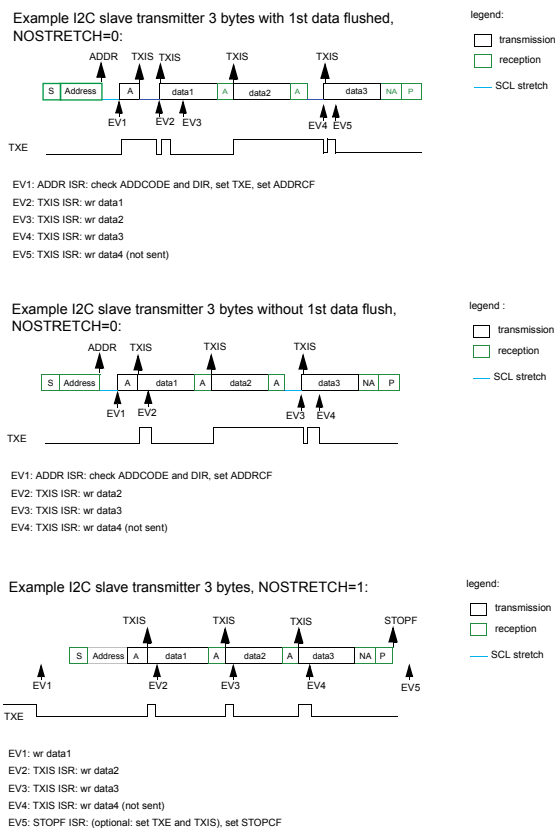 Example I2C slave transmitter 3 bytes with 1st data flushed,
NOSTRETCH=0:
legend:
transmission
reception
SCL stretch
ADDR TXIS TXIS TXIS TXIS
S Address A data1 A data2 A data3 NA P
EV1 EV2 EV3 EV4 EV5
TXE
EV1: ADDR ISR: check ADDCODE and DIR, set TXE, set ADDRCF
EV2: TXIS ISR: wr data1
EV3: TXIS ISR: wr data2
EV4: TXIS ISR: wr data3
EV5: TXIS ISR: wr data4 (not sent)
Example I2C slave transmitter 3 bytes without 1st data flush,
NOSTRETCH=0:
legend :
transmission
reception
SCL stretch
ADDR TXIS TXIS TXIS
S Address A data1 A data2 A data3 NA P
EV1 EV2 EV3 EV4
TXE
EV1: ADDR ISR: check ADDCODE and DIR, set ADDRCF
EV2: TXIS ISR: wr data2
EV3: TXIS ISR: wr data3
EV4: TXIS ISR: wr data4 (not sent)
Example I2C slave transmitter 3 bytes, NOSTRETCH=1:
legend:
transmission
reception
SCL stretch
TXIS TXIS TXIS STOPF
S Address A data1 A data2 A data3 NA P
EV1 EV2 EV3 EV4 EV5
TXE
EV1: wr data1
EV2: TXIS ISR: wr data2
EV3: TXIS ISR: wr data3
EV4: TXIS ISR: wr data4 (not sent)
EV5: STOPF ISR: (optional: set TXE and TXIS), set STOPCF